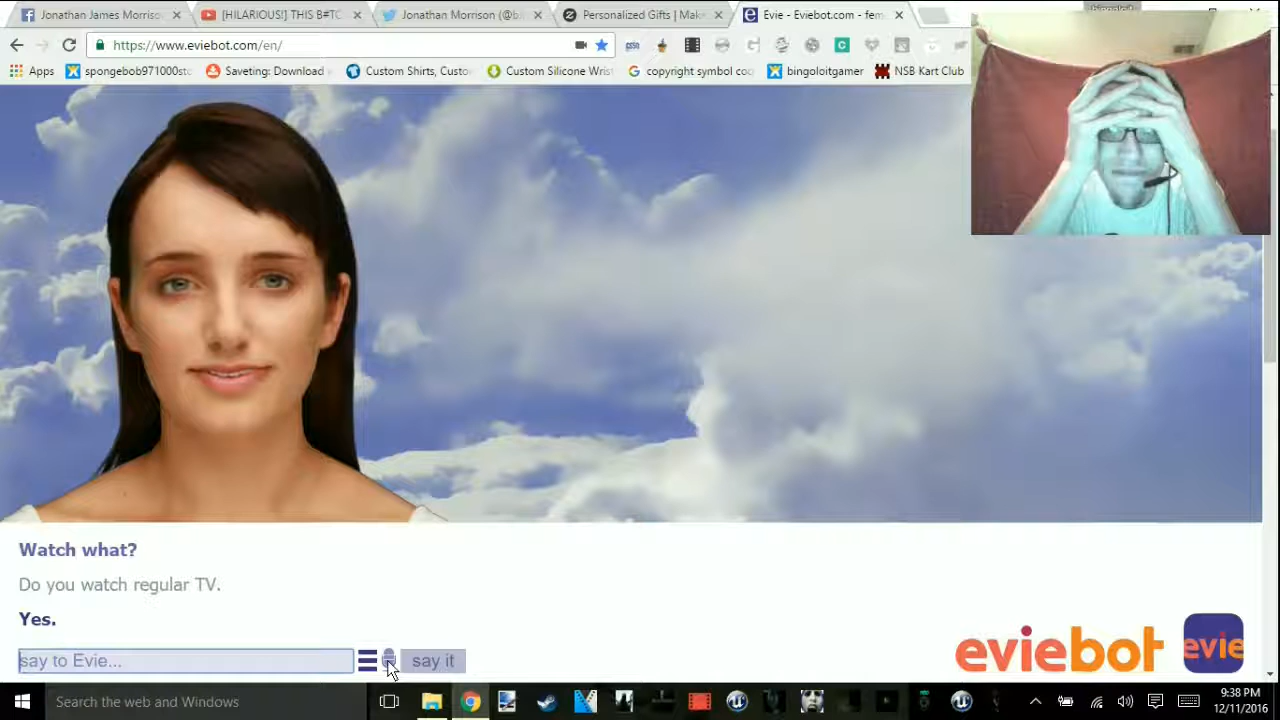 Jonathan James Morriso
[HILARIOUS!] THIS B#TC
Jonathan Morrison (@b
Personalized Gifts | Mak
Evie - Eviebot.com - fem
https://www.eviebot.com/en/
Apps
spongebob97100sto
Saveting: Download
Custom Shirts, Custo
Custom Silicone Wrist
copyright symbol cod
bingoloitgamer
NSB Kart Club
Watch what?
Do you watch regular TV.
Yes.
say to Evie...
say it
eviebot
evie
Search the web and Windows
9:38 PM
12/11/2016